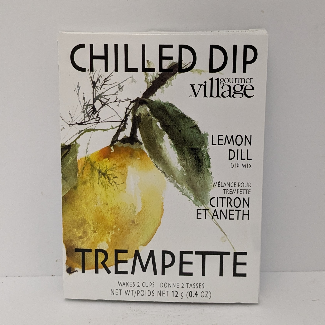 CHILLED DIP
gourmet
village
LEMON
DILL
DIP MIX
MÉLANGE POUR
TREMPETTE
CITRON
ET ANETH
TREMPETTE
MAKES 2 CUPS · DONNE 2 TASSES
NET WT/POIDS NET 12 g (0.4 OZ)